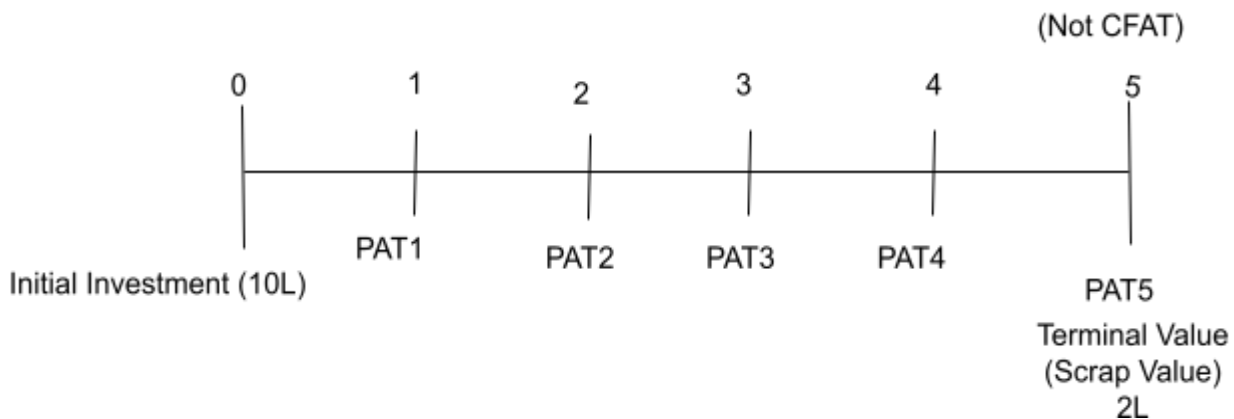 (Not CFAT)
0 1 2 3 4 5
PAT1 PAT2 PAT3 PAT4
Initial Investment (10L)
PAT5
Terminal Value
(Scrap Value)
2L